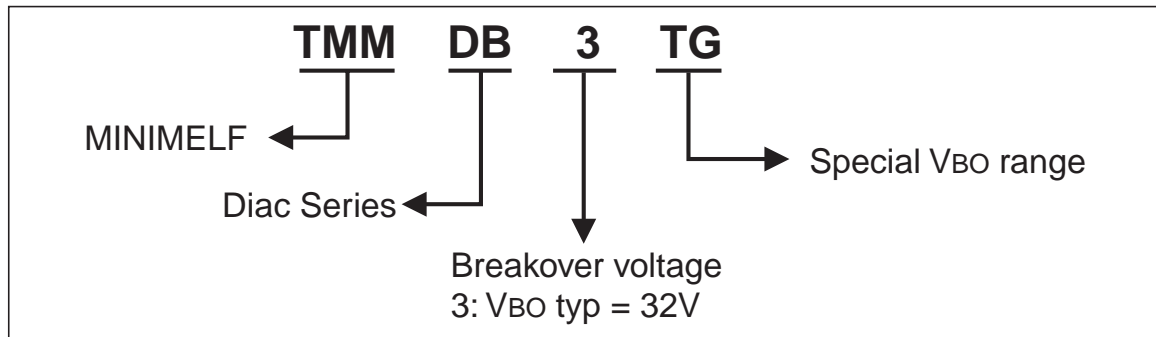 TMM DB 3 TG
MINIMELF
Special VBO range
Diac Series
Breakover voltage
3: VBO typ = 32V